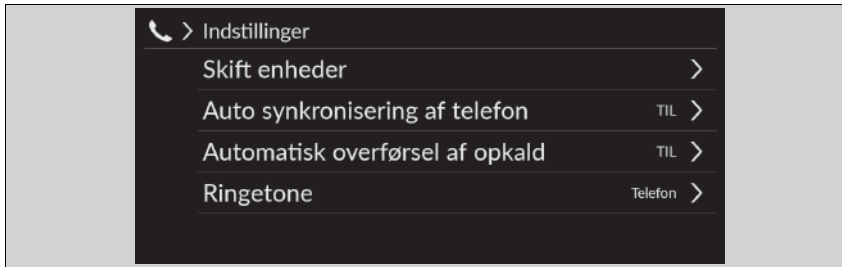 Indstillinger
Skift enheder
Auto synkronisering af telefon TIL
Automatisk overførsel af opkald TIL
Ringetone Telefon